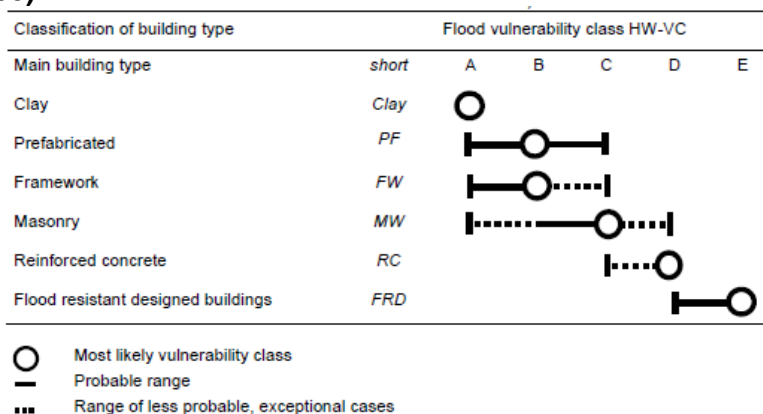 Classification of building type Flood vulnerability class HW-VC
Main building type short A B C D E
Clay Clay
Prefabricated PF
Framework FW
Masonry MW
Reinforced concrete RC
Flood resistant designed buildings FRD
Most likely vulnerability class
Probable range
Range of less probable, exceptional cases